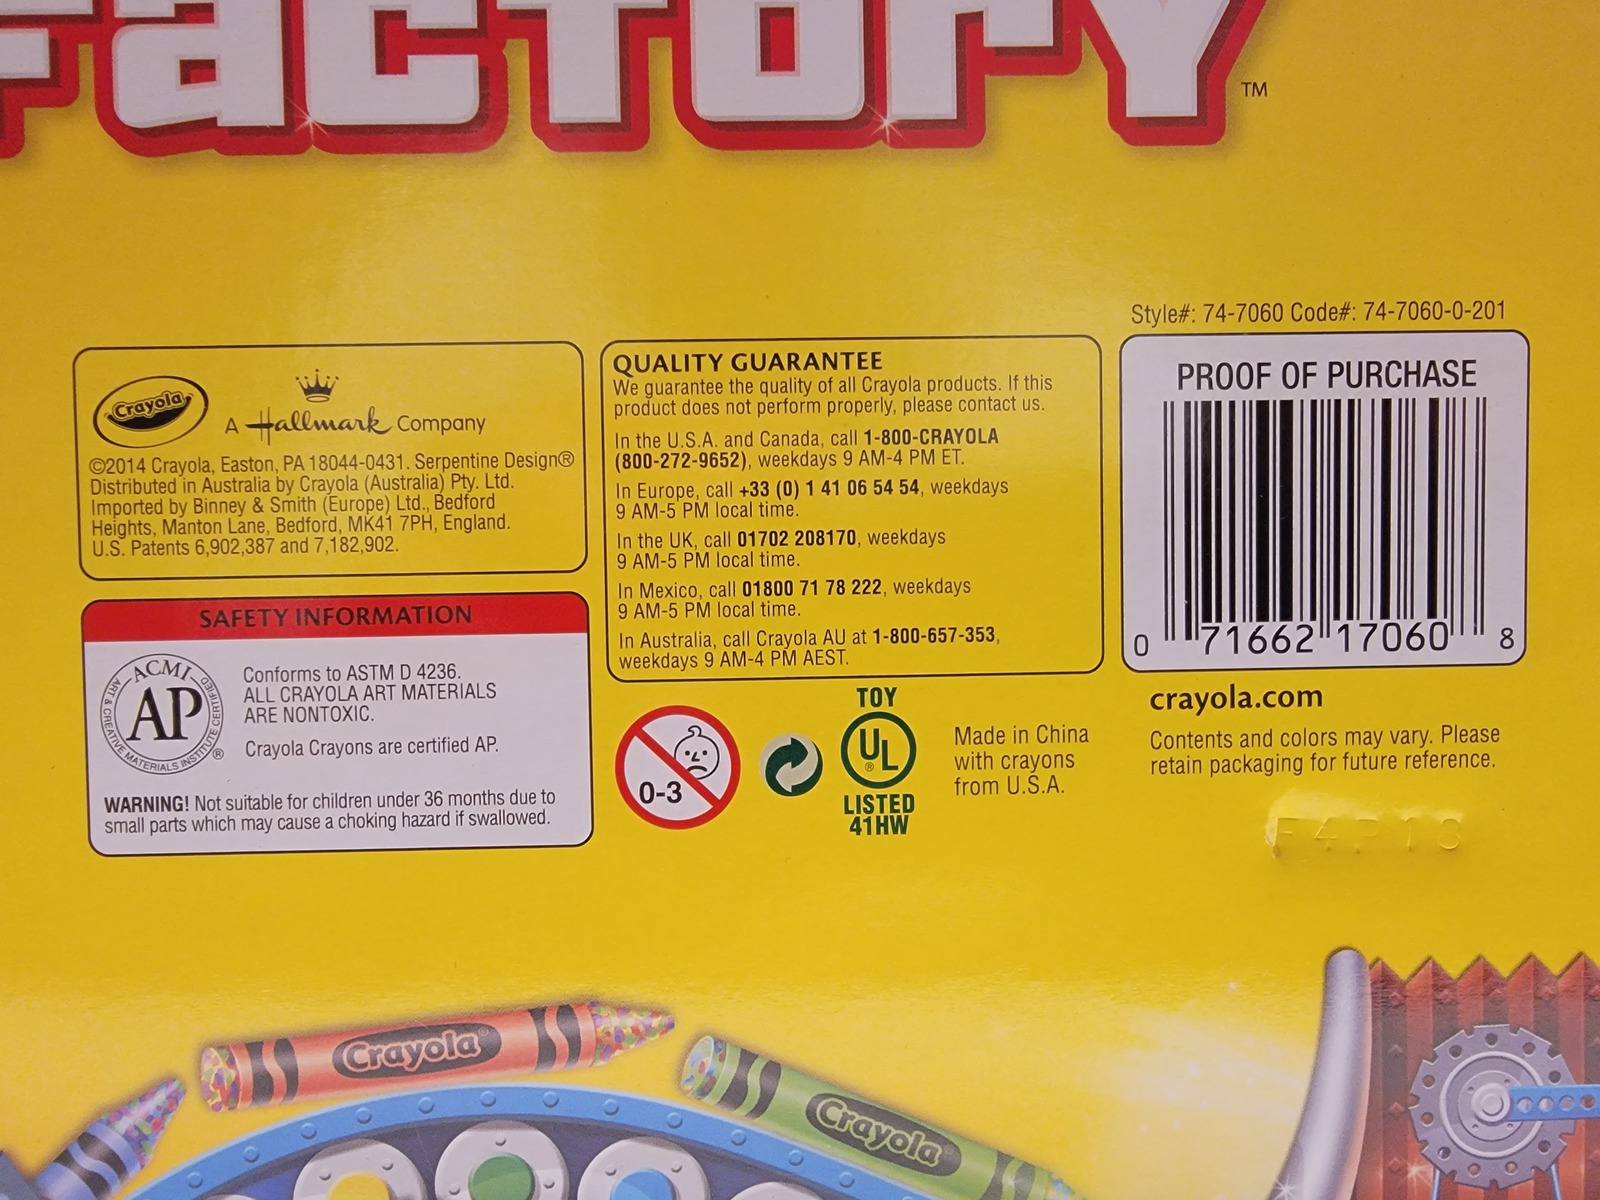 Factory™
Style#: 74-7060 Code#: 74-7060-0-201
Crayola
A Hallmark Company
©2014 Crayola, Easton, PA 18044-0431. Serpentine Design®
Distributed in Australia by Crayola (Australia) Pty. Ltd.
Imported by Binney & Smith (Europe) Ltd., Bedford
Heights, Manton Lane, Bedford, MK41 7PH, England.
U.S. Patents 6,902,387 and 7,182,902.
SAFETY INFORMATION
ACMI
AP
ART & CREATIVE MATERIALS INSTITUTE CERTIFIED
®
Conforms to ASTM D 4236.
ALL CRAYOLA ART MATERIALS
ARE NONTOXIC.
Crayola Crayons are certified AP.
WARNING! Not suitable for children under 36 months due to
small parts which may cause a choking hazard if swallowed.
QUALITY GUARANTEE
We guarantee the quality of all Crayola products. If this
product does not perform properly, please contact us.
In the U.S.A. and Canada, call 1-800-CRAYOLA
(800-272-9652), weekdays 9 AM-4 PM ET.
In Europe, call +33 (0) 1 41 06 54 54, weekdays
9 AM-5 PM local time.
In the UK, call 01702 208170, weekdays
9 AM-5 PM local time.
In Mexico, call 01800 71 78 222, weekdays
9 AM-5 PM local time.
In Australia, call Crayola AU at 1-800-657-353,
weekdays 9 AM-4 PM AEST.
0-3
TOY
UL
®
LISTED
41HW
Made in China
with crayons
from U.S.A.
PROOF OF PURCHASE
0 71662 17060 8
crayola.com
Contents and colors may vary. Please
retain packaging for future reference.
Crayola
Crayola